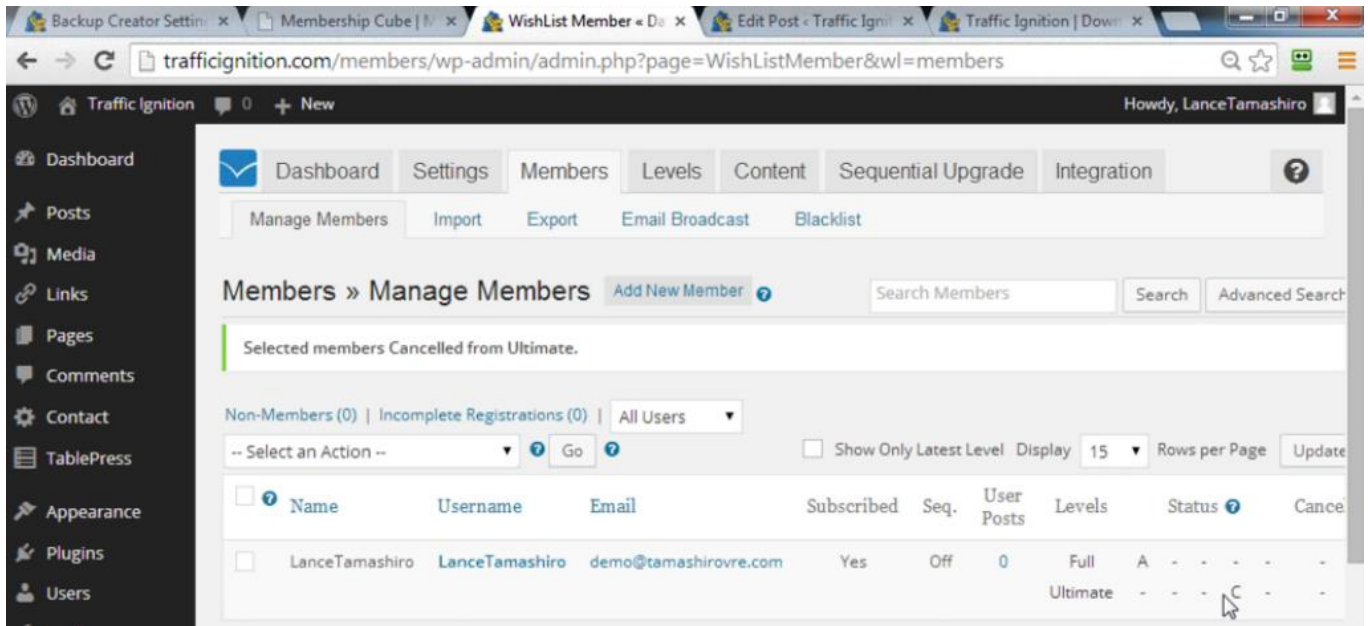 Backup Creator Settin
Membership Cube | M
WishList Member « Da
Edit Post ‹ Traffic Ignit
Traffic Ignition | Down
trafficignition.com/members/wp-admin/admin.php?page=WishListMember&wl=members
Traffic Ignition 0 + New Howdy, LanceTamashiro
Dashboard
Posts
Media
Links
Pages
Comments
Contact
TablePress
Appearance
Plugins
Users
Dashboard Settings Members Levels Content Sequential Upgrade Integration ?
Manage Members Import Export Email Broadcast Blacklist
Members » Manage Members Add New Member ? Search Members Search Advanced Search
Selected members Cancelled from Ultimate.
Non-Members (0) | Incomplete Registrations (0) | All Users
-- Select an Action -- ? Go ? Show Only Latest Level Display 15 Rows per Page Update
? Name Username Email Subscribed Seq. User Posts Levels Status ? Cancel
LanceTamashiro LanceTamashiro demo@tamashirovre.com Yes Off 0 Full A - - - - -
Ultimate - - - C - -